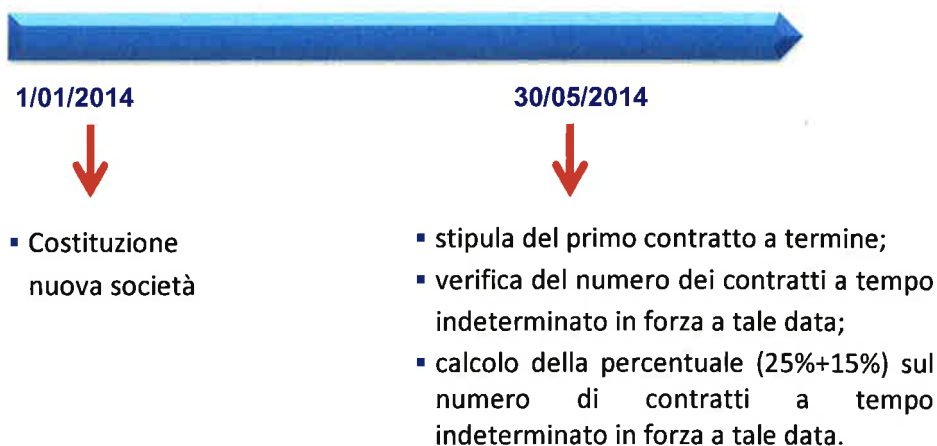 1/01/2014 30/05/2014
▪ Costituzione
nuova società
▪ stipula del primo contratto a termine;
▪ verifica del numero dei contratti a tempo
indeterminato in forza a tale data;
▪ calcolo della percentuale (25%+15%) sul
numero di contratti a tempo
indeterminato in forza a tale data.